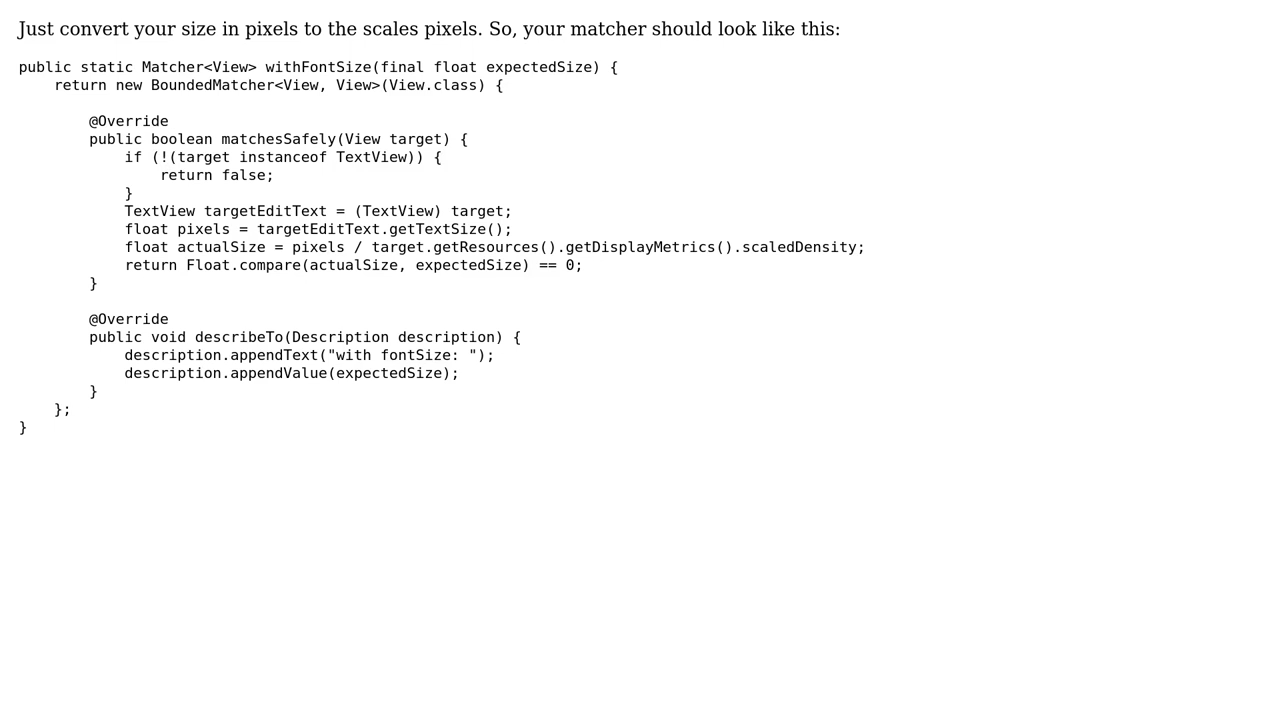 Just convert your size in pixels to the scales pixels. So, your matcher should look like this:
public static Matcher<View> withFontSize(final float expectedSize) {
    return new BoundedMatcher<View, View>(View.class) {

        @Override
        public boolean matchesSafely(View target) {
            if (!(target instanceof TextView)) {
                return false;
            }
            TextView targetEditText = (TextView) target;
            float pixels = targetEditText.getTextSize();
            float actualSize = pixels / target.getResources().getDisplayMetrics().scaledDensity;
            return Float.compare(actualSize, expectedSize) == 0;
        }

        @Override
        public void describeTo(Description description) {
            description.appendText("with fontSize: ");
            description.appendValue(expectedSize);
        }
    };
}